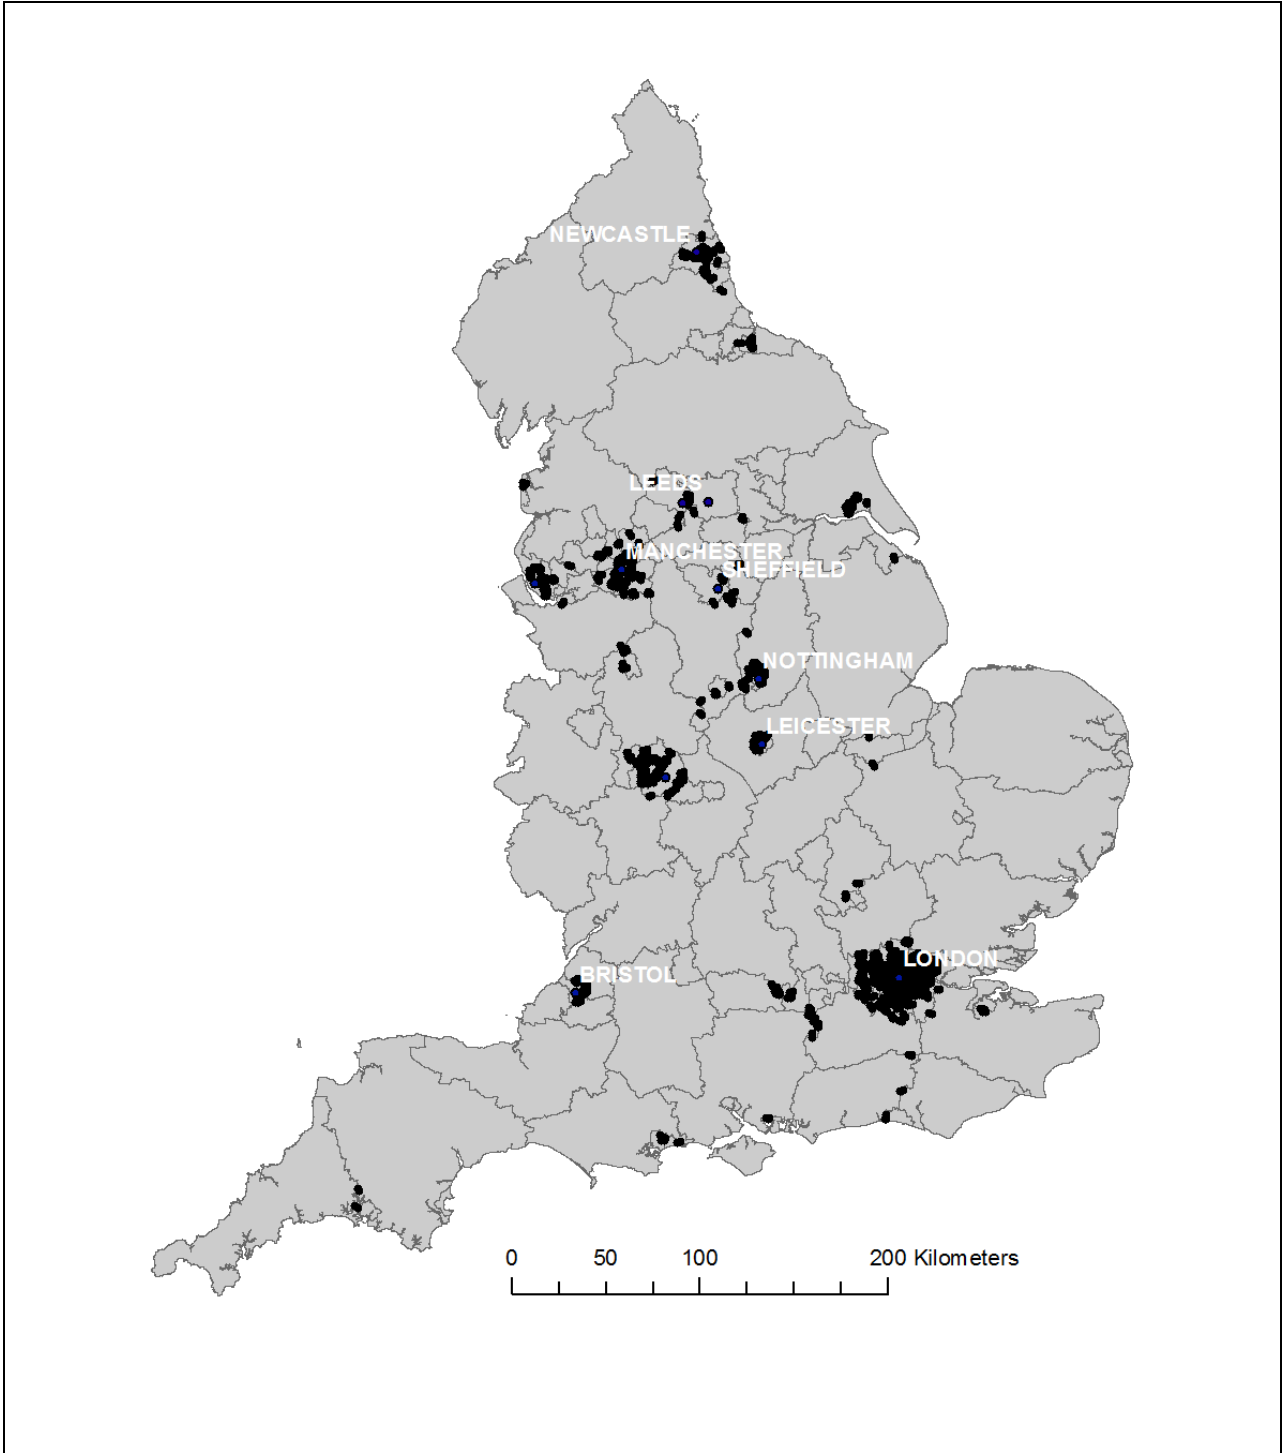 NEWCASTLE
LEEDS
MANCHESTER
SHEFFIELD
NOTTINGHAM
LEICESTER
LONDON
BRISTOL
0 50 100 200 Kilometers